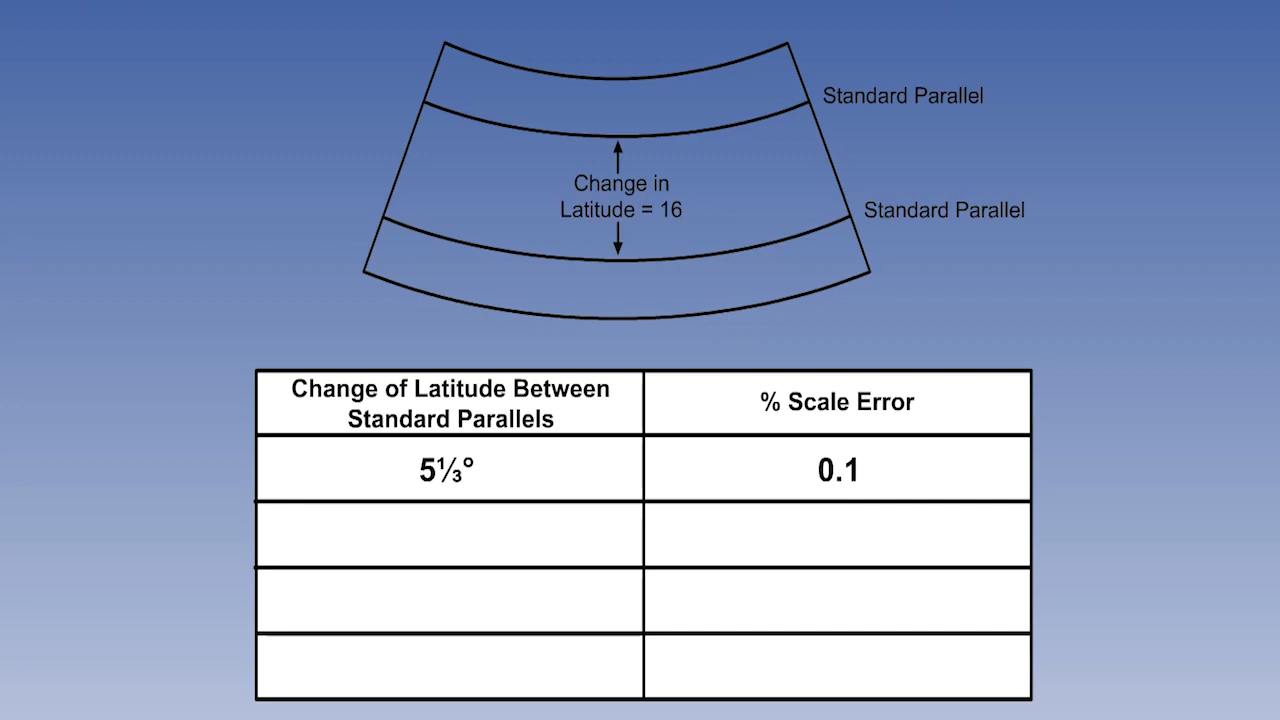 Standard Parallel
Change in
Latitude = 16
Standard Parallel
Change of Latitude Between
Standard Parallels
% Scale Error
5⅓°
0.1